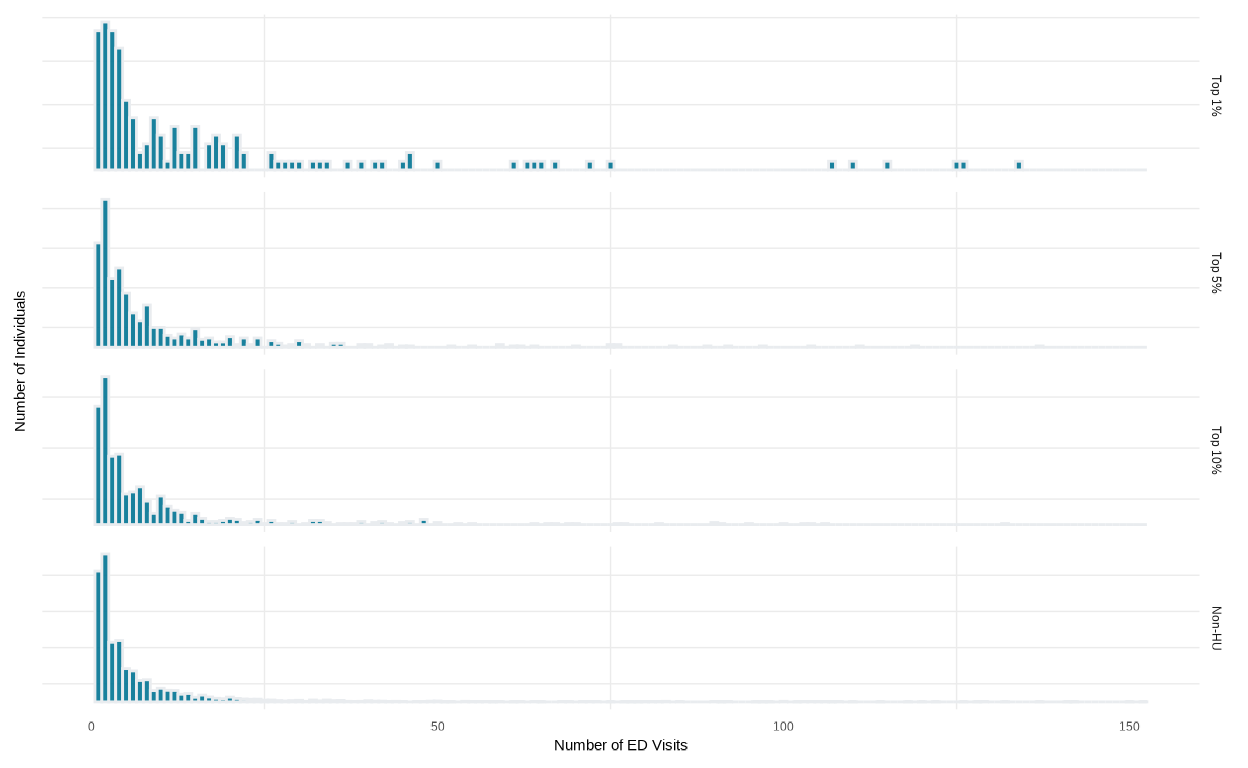 Number of Individuals
Top 1%
Top 5%
Top 10%
Non-HU
0 50 100 150
Number of ED Visits